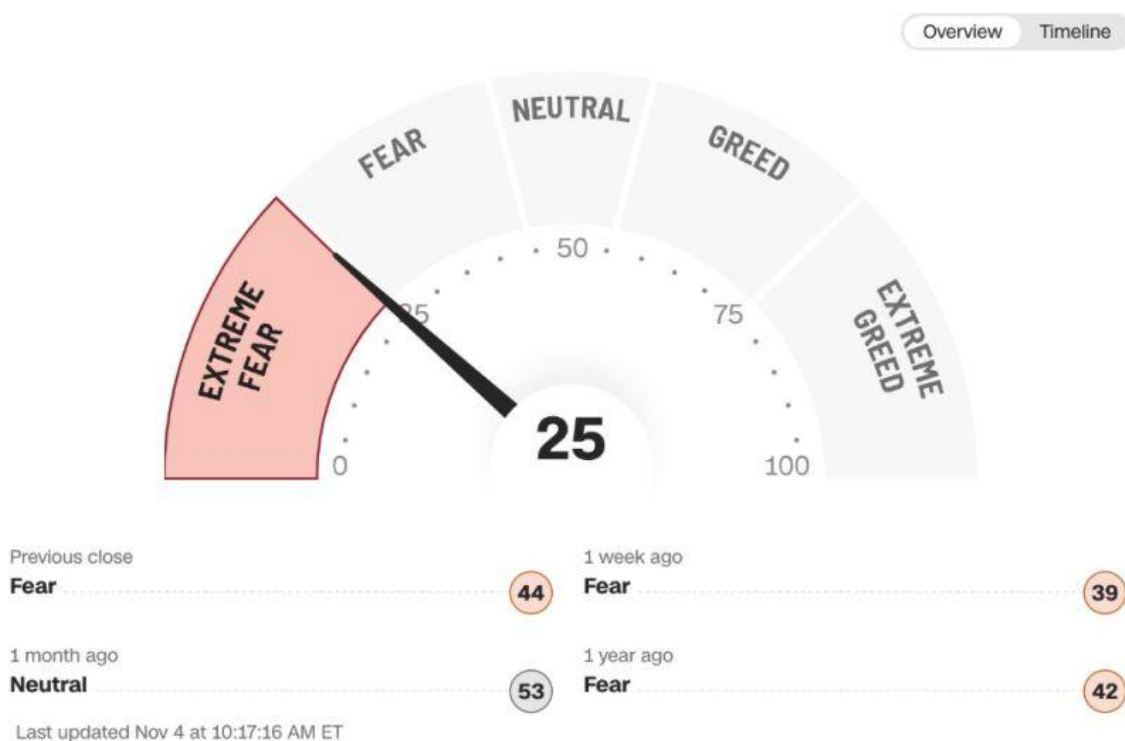 Overview Timeline
NEUTRAL
FEAR
GREED
EXTREME
FEAR
EXTREME
GREED
50
25
75
0
100
25
Previous close
Fear 44
1 week ago
Fear 39
1 month ago
Neutral 53
1 year ago
Fear 42
Last updated Nov 4 at 10:17:16 AM ET